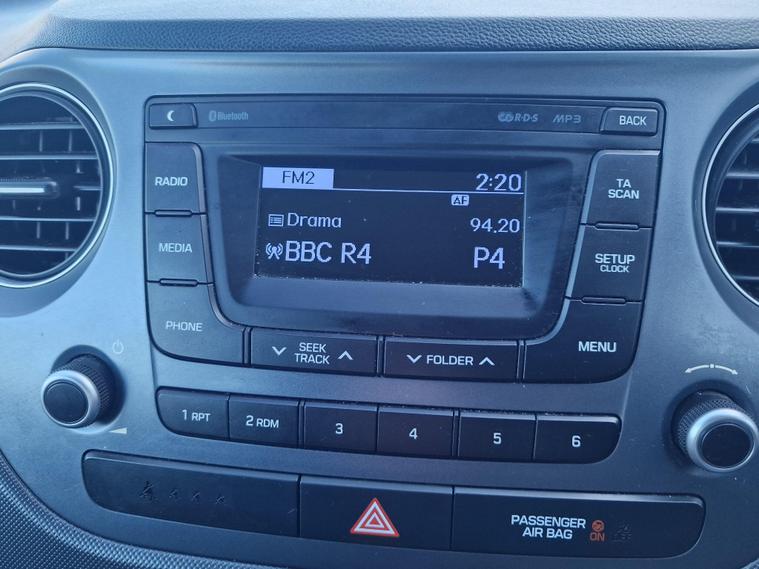 Bluetooth
R·D·S MP3 BACK
RADIO
FM2 2:20
TA
SCAN
AF
Drama 94.20
MEDIA
BBC R4 P4
SETUP
CLOCK
PHONE
SEEK
TRACK
FOLDER
MENU
1 RPT 2 RDM 3 4 5 6
PASSENGER
AIR BAG
ON
OFF